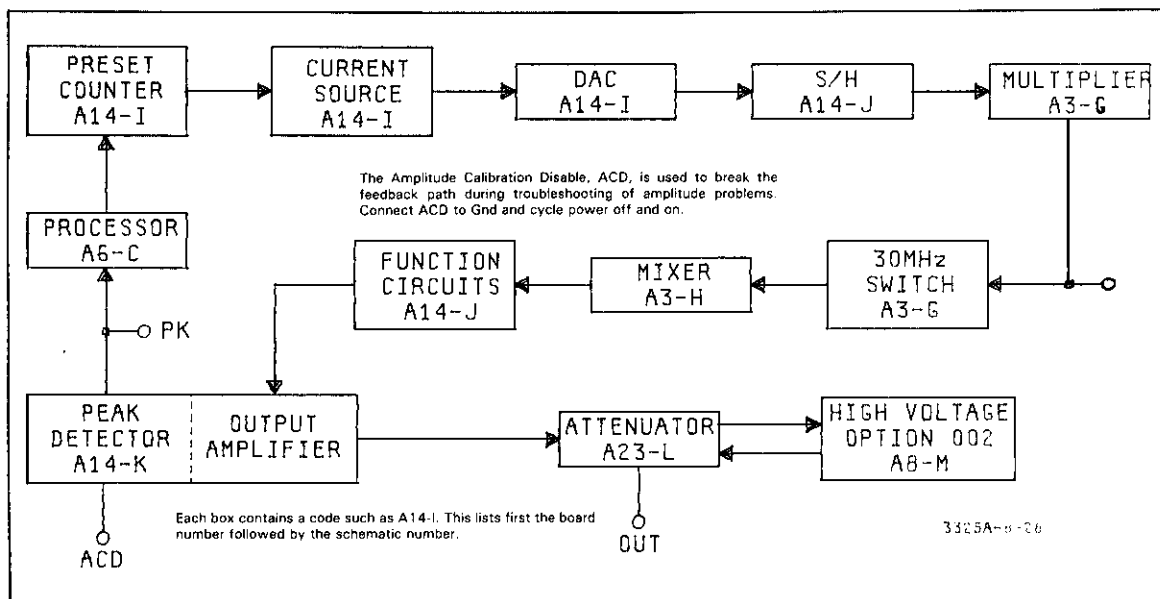 PRESET
COUNTER
A14-I
CURRENT
SOURCE
A14-I
DAC
A14-I
S/H
A14-J
MULTIPLIER
A3-G
The Amplitude Calibration Disable, ACD, is used to break the
feedback path during troubleshooting of amplitude problems.
Connect ACD to Gnd and cycle power off and on.
PROCESSOR
A6-C
FUNCTION
CIRCUITS
A14-J
MIXER
A3-H
30MHz
SWITCH
A3-G
PK
PEAK
DETECTOR
A14-K
OUTPUT
AMPLIFIER
ATTENUATOR
A23-L
HIGH VOLTAGE
OPTION 002
A8-M
Each box contains a code such as A14-I. This lists first the board
number followed by the schematic number.
ACD
OUT